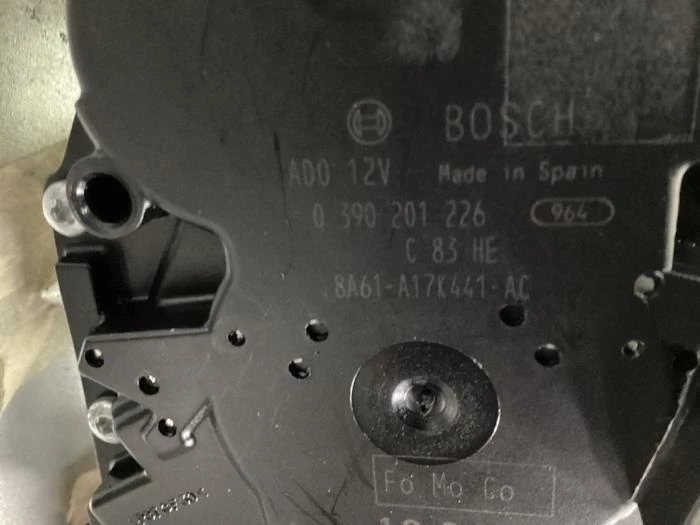 BOSCH
ADO 12V Made in Spain
0 390 201 226 964
C 83 HE
8A61-A17K441-AC
Fo Mo Co